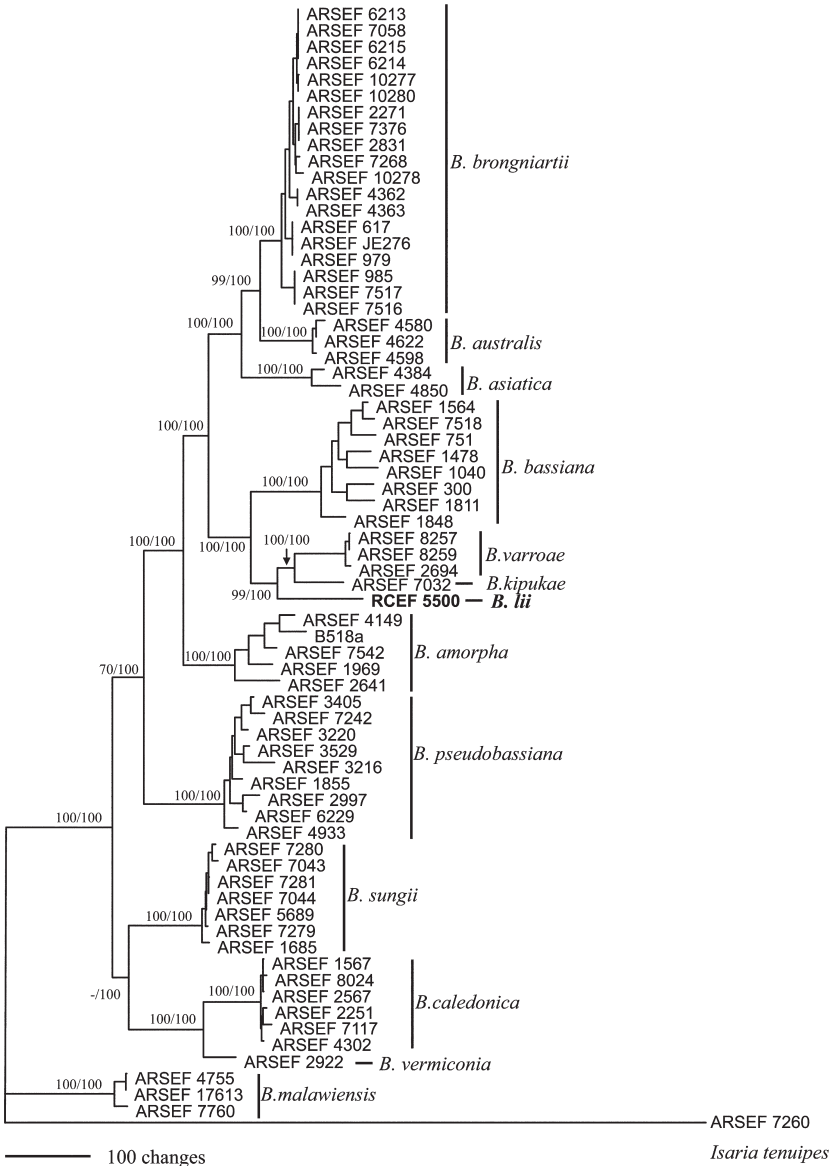 ARSEF 6213
ARSEF 7058
ARSEF 6215
ARSEF 6214
ARSEF 10277
ARSEF 10280
ARSEF 2271
ARSEF 7376
ARSEF 2831
ARSEF 7268
B. brongniartii
ARSEF 10278
ARSEF 4362
ARSEF 4363
ARSEF 617
100/100
ARSEF JE276
ARSEF 979
ARSEF 985
99/100
ARSEF 7517
ARSEF 7516
100/100
ARSEF 4580
100/100
ARSEF 4622
B. australis
ARSEF 4598
100/100
ARSEF 4384
B. asiatica
ARSEF 4850
ARSEF 1564
ARSEF 7518
100/100
ARSEF 751
ARSEF 1478
B. bassiana
ARSEF 1040
100/100
ARSEF 300
ARSEF 1811
ARSEF 1848
ARSEF 8257
100/100
100/100
100/100
ARSEF 8259
B.varroae
ARSEF 2694
ARSEF 7032
B.kipukae
99/100
RCEF 5500
B. lii
ARSEF 4149
B518a
100/100
ARSEF 7542
B. amorpha
70/100
ARSEF 1969
ARSEF 2641
ARSEF 3405
ARSEF 7242
ARSEF 3220
ARSEF 3529
B. pseudobassiana
ARSEF 3216
ARSEF 1855
100/100
ARSEF 2997
100/100
ARSEF 6229
ARSEF 4933
ARSEF 7280
ARSEF 7043
ARSEF 7281
ARSEF 7044
B. sungii
100/100
ARSEF 5689
ARSEF 7279
ARSEF 1685
ARSEF 1567
ARSEF 8024
-/100
100/100
ARSEF 2567
B.caledonica
ARSEF 2251
100/100
ARSEF 7117
ARSEF 4302
ARSEF 2922
B. vermiconia
ARSEF 4755
100/100
ARSEF 17613
B.malawiensis
ARSEF 7760
ARSEF 7260
100 changes
Isaria tenuipes